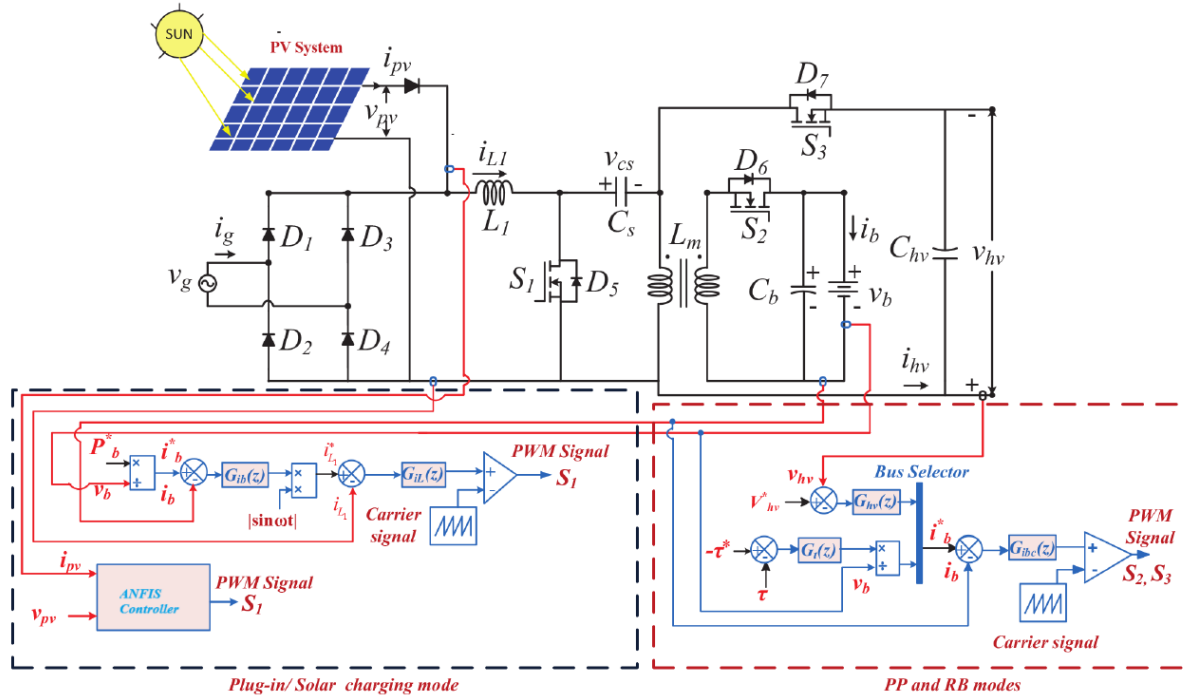 SUN
PV System
i_pv
v_pv
D_7
S_3
i_L1
L_1
v_cs
+ -
C_s
D_6
S_2
i_g
D_1
D_3
v_g
D_2
D_4
S_1
D_5
L_m
i_b
C_b
+
-
+
-
v_b
C_hv
v_hv
-
+
i_hv
P*_b
v_b
×
÷
i*_b
i_b
+
-
G_ib(z)
×
×
|sinωt|
i*_L1
i_L1
+
-
G_iL(z)
Carrier
signal
+
-
PWM Signal
S_1
i_pv
v_pv
ANFIS
Controller
PWM Signal
S_1
Plug-in/ Solar charging mode
v_hv
V*_hv
+
-
G_hv(z)
Bus Selector
-τ*
τ
+
-
G_t(z)
×
÷
v_b
i*_b
i_b
+
-
G_ibc(z)
+
-
Carrier signal
PWM
Signal
S_2, S_3
PP and RB modes